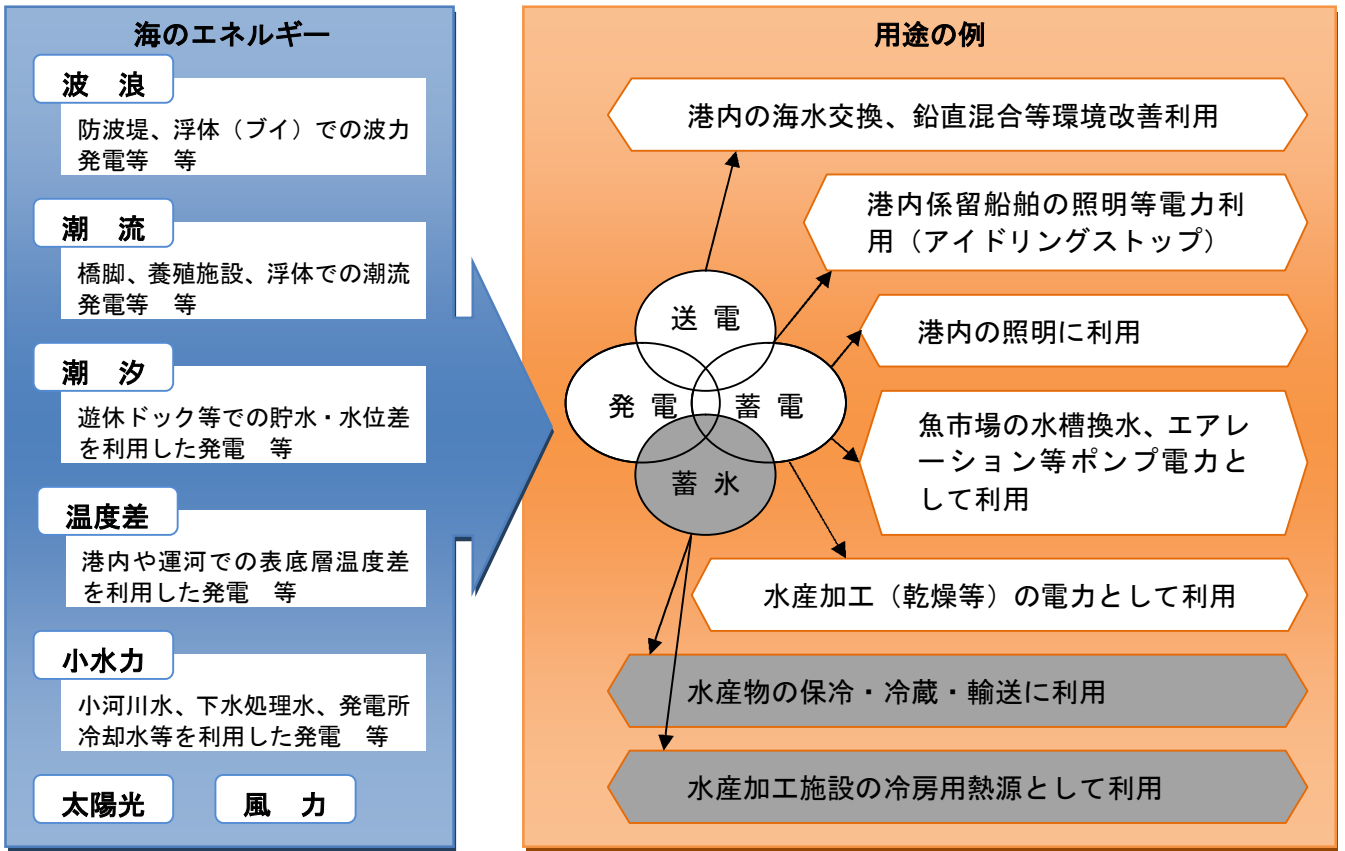 海のエネルギー
波　浪
防波堤、浮体（ブイ）での波力
発電等　等
潮　流
橋脚、養殖施設、浮体での潮流
発電等　等
潮　汐
遊休ドック等での貯水・水位差
を利用した発電　等
温度差
港内や運河での表底層温度差
を利用した発電　等
小水力
小河川水、下水処理水、発電所
冷却水等を利用した発電　等
太陽光
風　力
用途の例
港内の海水交換、鉛直混合等環境改善利用
港内係留船舶の照明等電力利
用（アイドリングストップ）
送 電
港内の照明に利用
発 電
蓄 電
魚市場の水槽換水、エアレ
ーション等ポンプ電力と
して利用
蓄 氷
水産加工（乾燥等）の電力として利用
水産物の保冷・冷蔵・輸送に利用
水産加工施設の冷房用熱源として利用